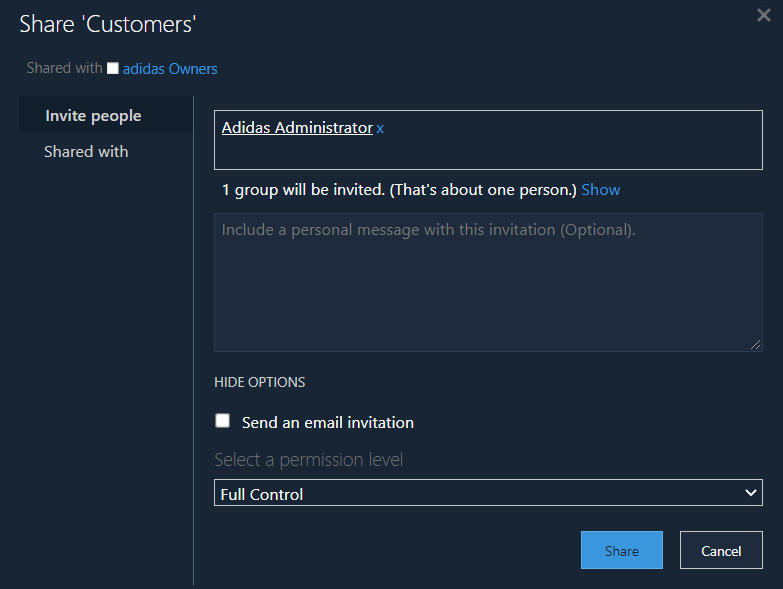 Share 'Customers'
Shared with adidas Owners
Invite people
Shared with
Adidas Administrator x
1 group will be invited. (That's about one person.) Show
Include a personal message with this invitation (Optional).
HIDE OPTIONS
Send an email invitation
Select a permission level
Full Control
Share Cancel